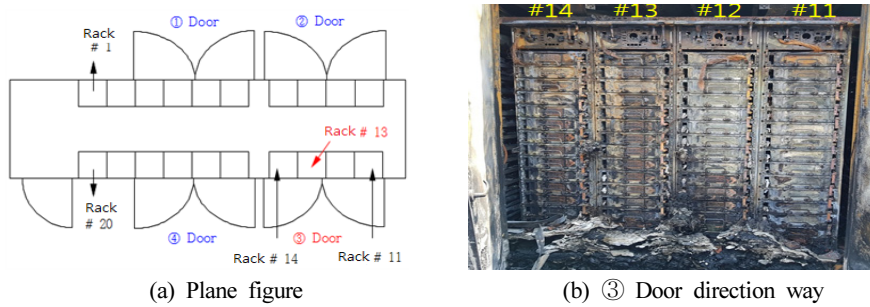 ① Door
② Door
Rack
# 1
Rack # 13
Rack
# 20
④ Door
③ Door
Rack # 14
Rack # 11
(a) Plane figure
#14
#13
#12
#11
(b) ③ Door direction way